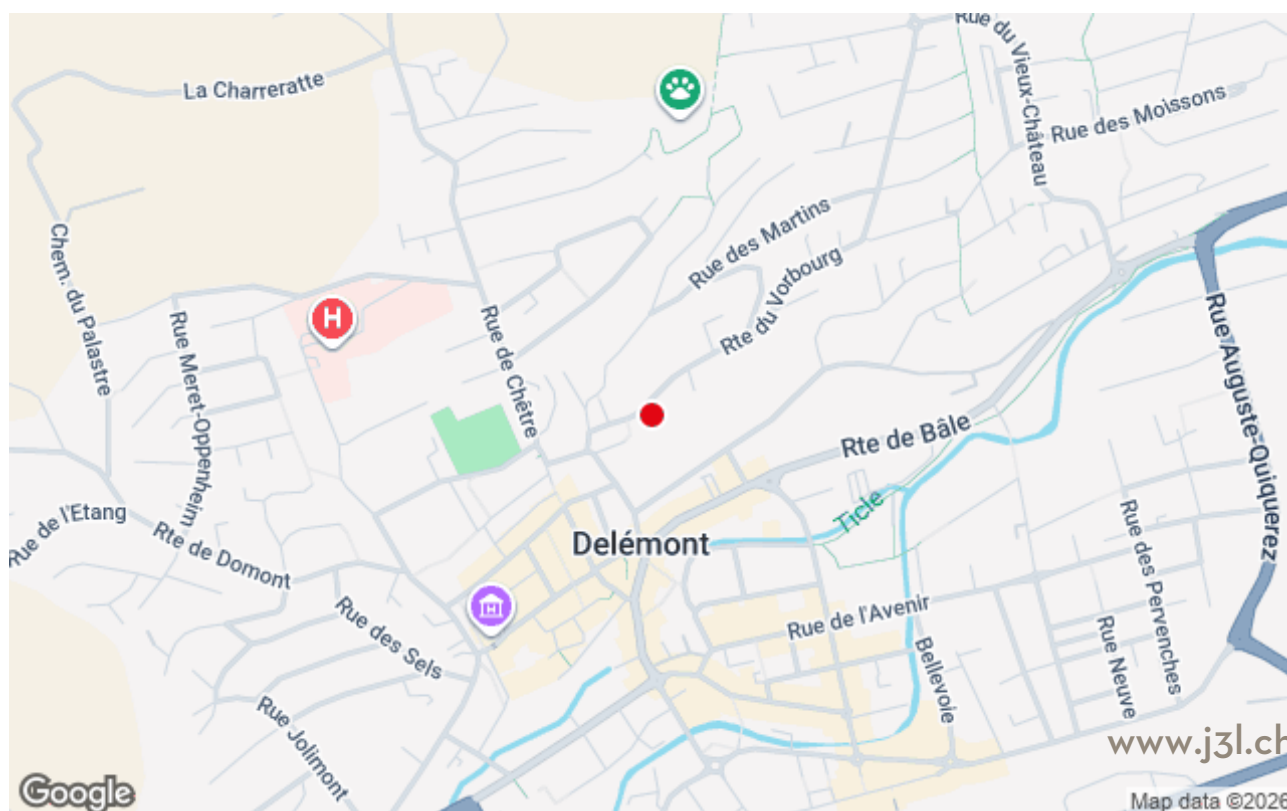 Rue du Vieux-Château
La Charreratte
Rue des Moissons
H
Rue des Martins
Chem. du Palastre
Rte du Vorbourg
Rue Meret-Oppenheim
Rue de Chêtre
Rue Auguste-Quiquerez
Rte de Bâle
Rue de l'Etang
Rte de Domont
Ticle
Delémont
Rue des Pervenches
Rue de l'Avenir
Rue des Sels
Rue Neuve
Bellevoie
Rue Jolimont
www.j3l.ch
Google
Map data ©2026